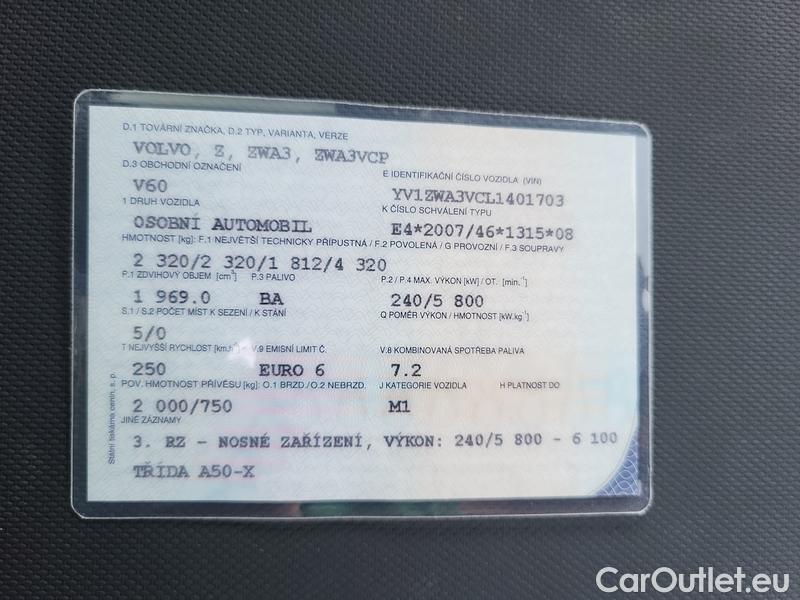 D.1 TOVÁRNÍ ZNAČKA, D.2 TYP, VARIANTA, VERZE
VOLVO, Z, ZWA3, ZWA3VCP
D.3 OBCHODNÍ OZNAČENÍ E IDENTIFIKAČNÍ ČÍSLO VOZIDLA (VIN)
V60 YV1ZWA3VCL1401703
1 DRUH VOZIDLA K ČÍSLO SCHVÁLENÍ TYPU
OSOBNÍ AUTOMOBIL E4*2007/46*1315*08
HMOTNOST [kg]: F.1 NEJVĚTŠÍ TECHNICKY PŘÍPUSTNÁ / F.2 POVOLENÁ / G PROVOZNÍ / F.3 SOUPRAVY
2 320/2 320/1 812/4 320
P.1 ZDVIHOVÝ OBJEM [cm³] P.3 PALIVO P.2 / P.4 MAX. VÝKON [kW] / OT. [min.⁻¹]
1 969.0 BA 240/5 800
S.1 / S.2 POČET MÍST K SEZENÍ / K STÁNÍ Q POMĚR VÝKON / HMOTNOST [kW.kg⁻¹]
5/0
T NEJVYŠŠÍ RYCHLOST [km.h⁻¹] V.9 EMISNÍ LIMIT Č. V.8 KOMBINOVANÁ SPOTŘEBA PALIVA
250 EURO 6 7.2
POV. HMOTNOST PŘÍVĚSU [kg]: O.1 BRZD./O.2 NEBRZD. J KATEGORIE VOZIDLA H PLATNOST DO
2 000/750 M1
JINÉ ZÁZNAMY
3. RZ - NOSNÉ ZAŘÍZENÍ, VÝKON: 240/5 800 - 6 100
TŘÍDA A50-X
Státní tiskárna cenin, s. p.
CarOutlet.eu